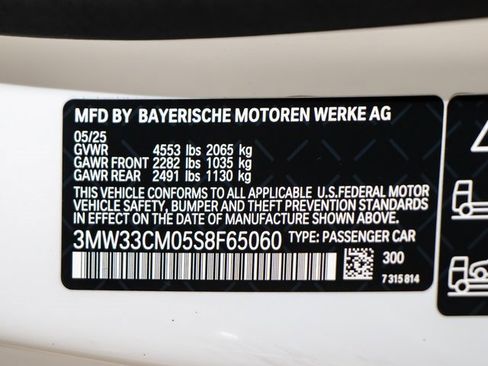 MFD BY BAYERISCHE MOTOREN WERKE AG
05/25
GVWR 4553 lbs 2065 kg
GAWR FRONT 2282 lbs 1035 kg
GAWR REAR 2491 lbs 1130 kg
THIS VEHICLE CONFORMS TO ALL APPLICABLE U.S.FEDERAL MOTOR
VEHICLE SAFETY, BUMPER AND THEFT PREVENTION STANDARDS
IN EFFECT ON THE DATE OF MANUFACTURE SHOWN ABOVE.
3MW33CM05S8F65060 TYPE: PASSENGER CAR
300
7 315 814